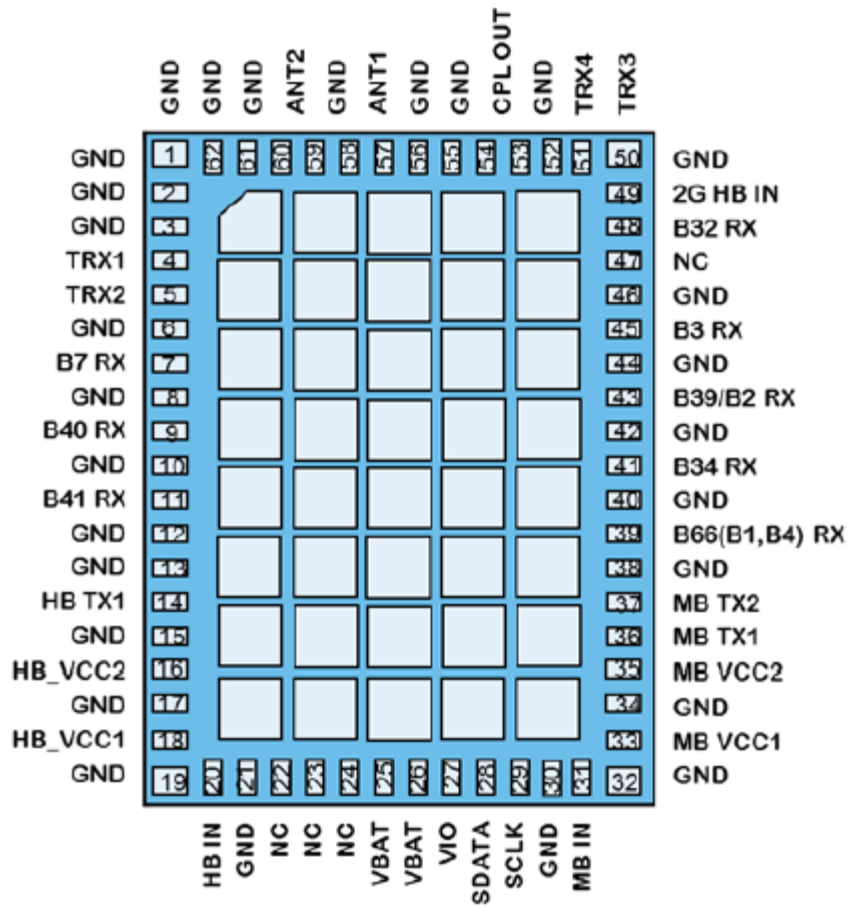 GND GND GND ANT2 GND ANT1 GND GND CPLOUT GND TRX4 TRX3
GND 1 62 61 60 59 58 57 56 55 54 53 52 51 50 GND
GND 2 49 2G HB IN
GND 3 48 B32 RX
TRX1 4 47 NC
TRX2 5 46 GND
GND 6 45 B3 RX
B7 RX 7 44 GND
GND 8 43 B39/B2 RX
B40 RX 9 42 GND
GND 10 41 B34 RX
B41 RX 11 40 GND
GND 12 39 B66(B1,B4) RX
GND 13 38 GND
HB TX1 14 37 MB TX2
GND 15 36 MB TX1
HB_VCC2 16 35 MB VCC2
GND 17 34 GND
HB_VCC1 18 33 MB VCC1
GND 19 20 21 22 23 24 25 26 27 28 29 30 31 32 GND
HB IN GND NC NC NC VBAT VBAT VIO SDATA SCLK GND MB IN